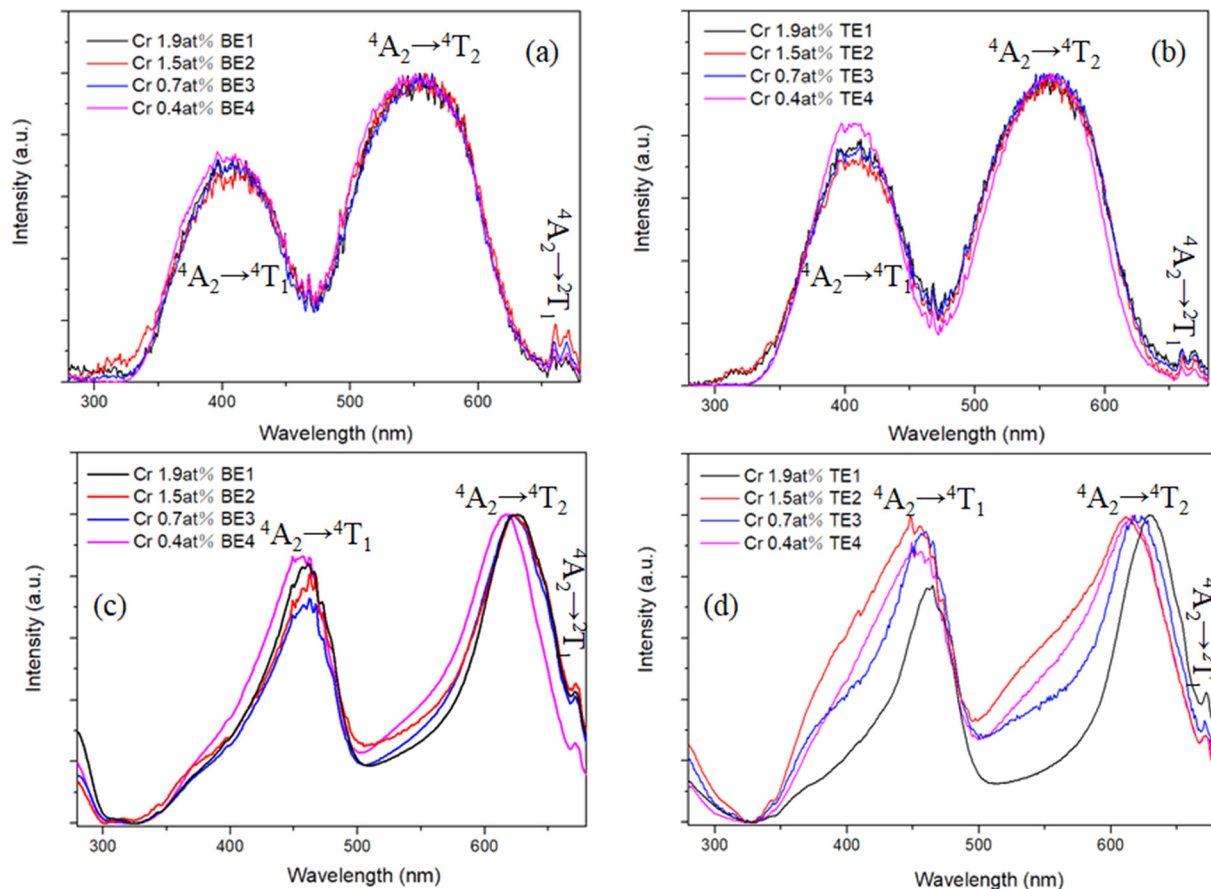 Cr 1.9at% BE1
Cr 1.5at% BE2
Cr 0.7at% BE3
Cr 0.4at% BE4
⁴A₂→⁴T₂
(a)
⁴A₂→⁴T₁
⁴A₂→²T₁
Intensity (a.u.)
300 400 500 600
Wavelength (nm)
Cr 1.9at% TE1
Cr 1.5at% TE2
Cr 0.7at% TE3
Cr 0.4at% TE4
⁴A₂→⁴T₂
(b)
⁴A₂→⁴T₁
⁴A₂→²T₁
Intensity (a.u.)
300 400 500 600
Wavelength (nm)
Cr 1.9at% BE1
Cr 1.5at% BE2
Cr 0.7at% BE3
Cr 0.4at% BE4
⁴A₂→⁴T₂
⁴A₂→⁴T₁
(c)
⁴A₂→²T₁
Intensity (a.u.)
300 400 500 600
Wavelength (nm)
Cr 1.9at% TE1
Cr 1.5at% TE2
Cr 0.7at% TE3
Cr 0.4at% TE4
⁴A₂→⁴T₁
⁴A₂→⁴T₂
(d)
⁴A₂→²T₁
Intensity (a.u.)
300 400 500 600
Wavelength (nm)